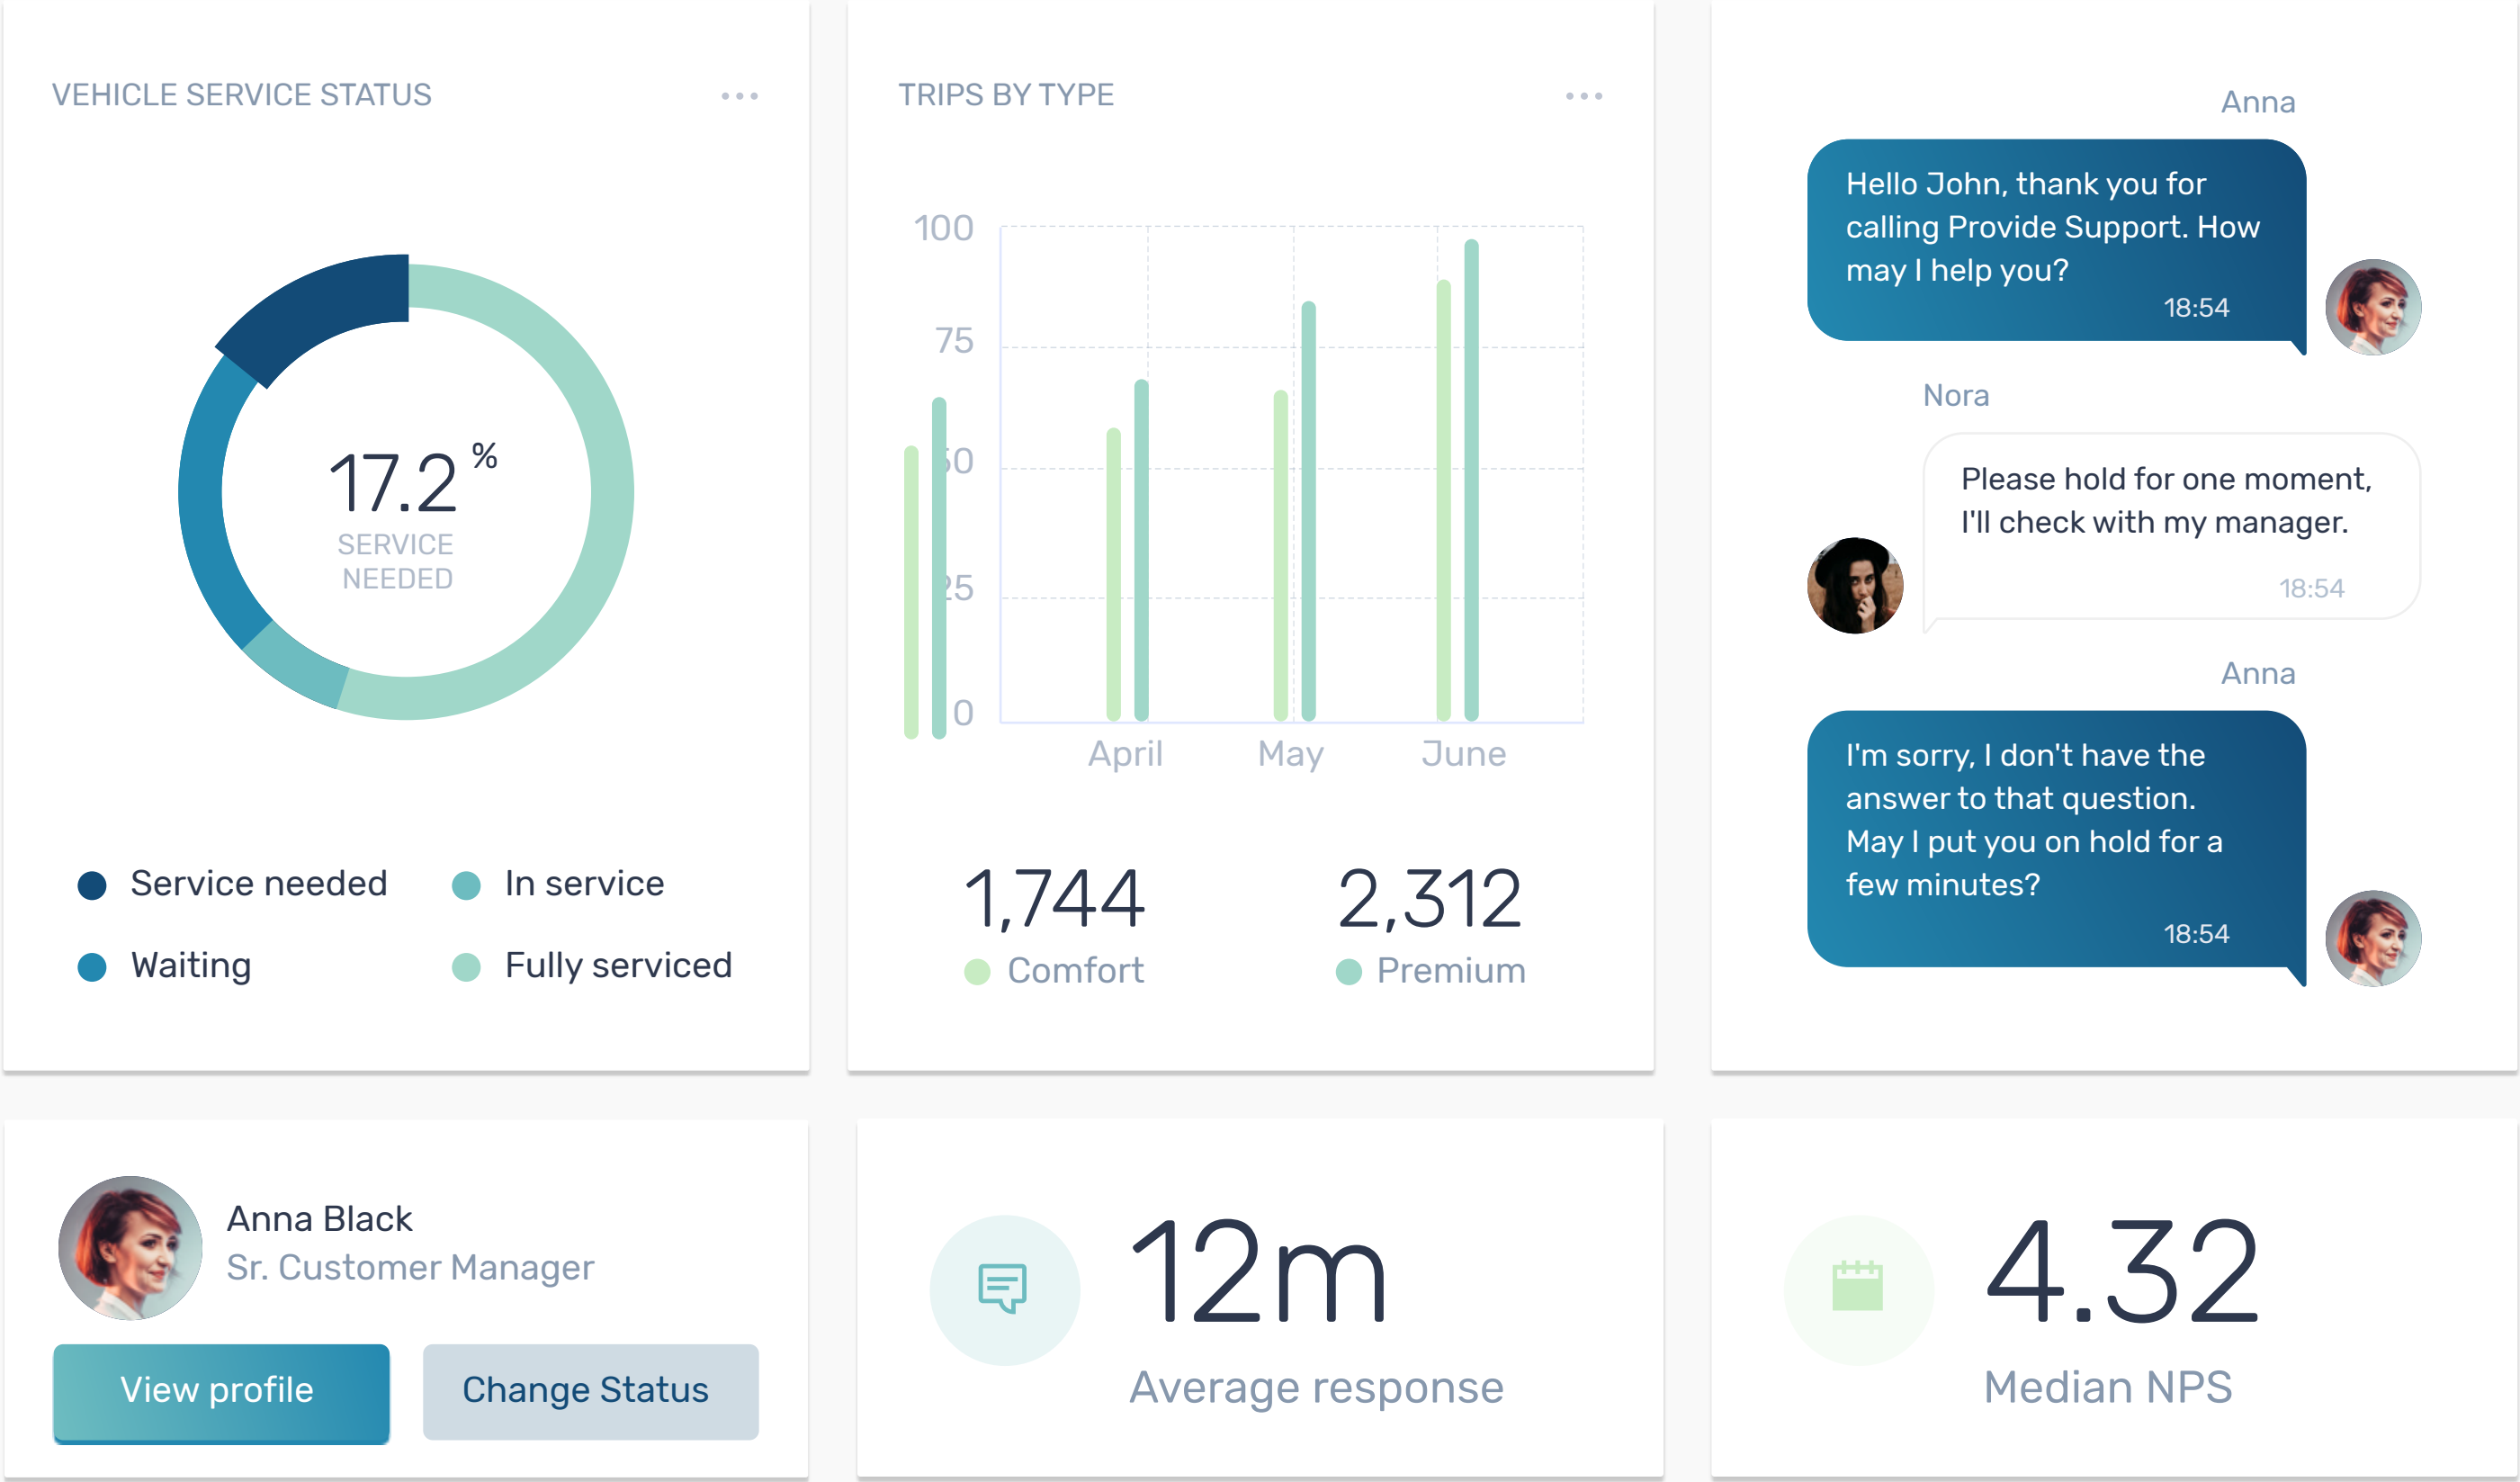 VEHICLE SERVICE STATUS
17.2 %
SERVICE
NEEDED
Service needed
In service
Waiting
Fully serviced
TRIPS BY TYPE
100
75
50
25
0
April May June
1,744
Comfort
2,312
Premium
Anna
Hello John, thank you for
calling Provide Support. How
may I help you?
18:54
Nora
Please hold for one moment,
I'll check with my manager.
18:54
Anna
I'm sorry, I don't have the
answer to that question.
May I put you on hold for a
few minutes?
18:54
Anna Black
Sr. Customer Manager
View profile
Change Status
12m
Average response
4.32
Median NPS